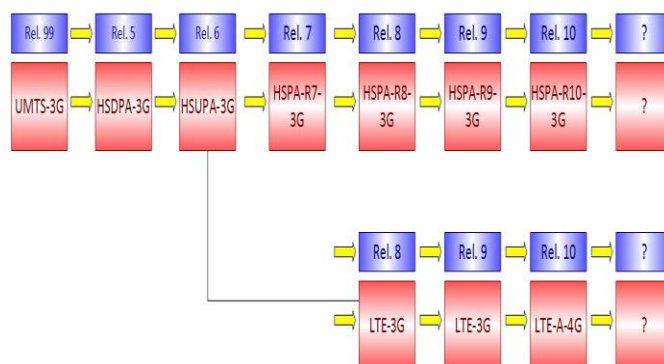 Rel. 99 Rel. 5 Rel. 6 Rel. 7 Rel. 8 Rel. 9 Rel. 10 ?
UMTS-3G HSDPA-3G HSUPA-3G HSPA-R7-3G HSPA-R8-3G HSPA-R9-3G HSPA-R10-3G ?
Rel. 8 Rel. 9 Rel. 10 ?
LTE-3G LTE-3G LTE-A-4G ?